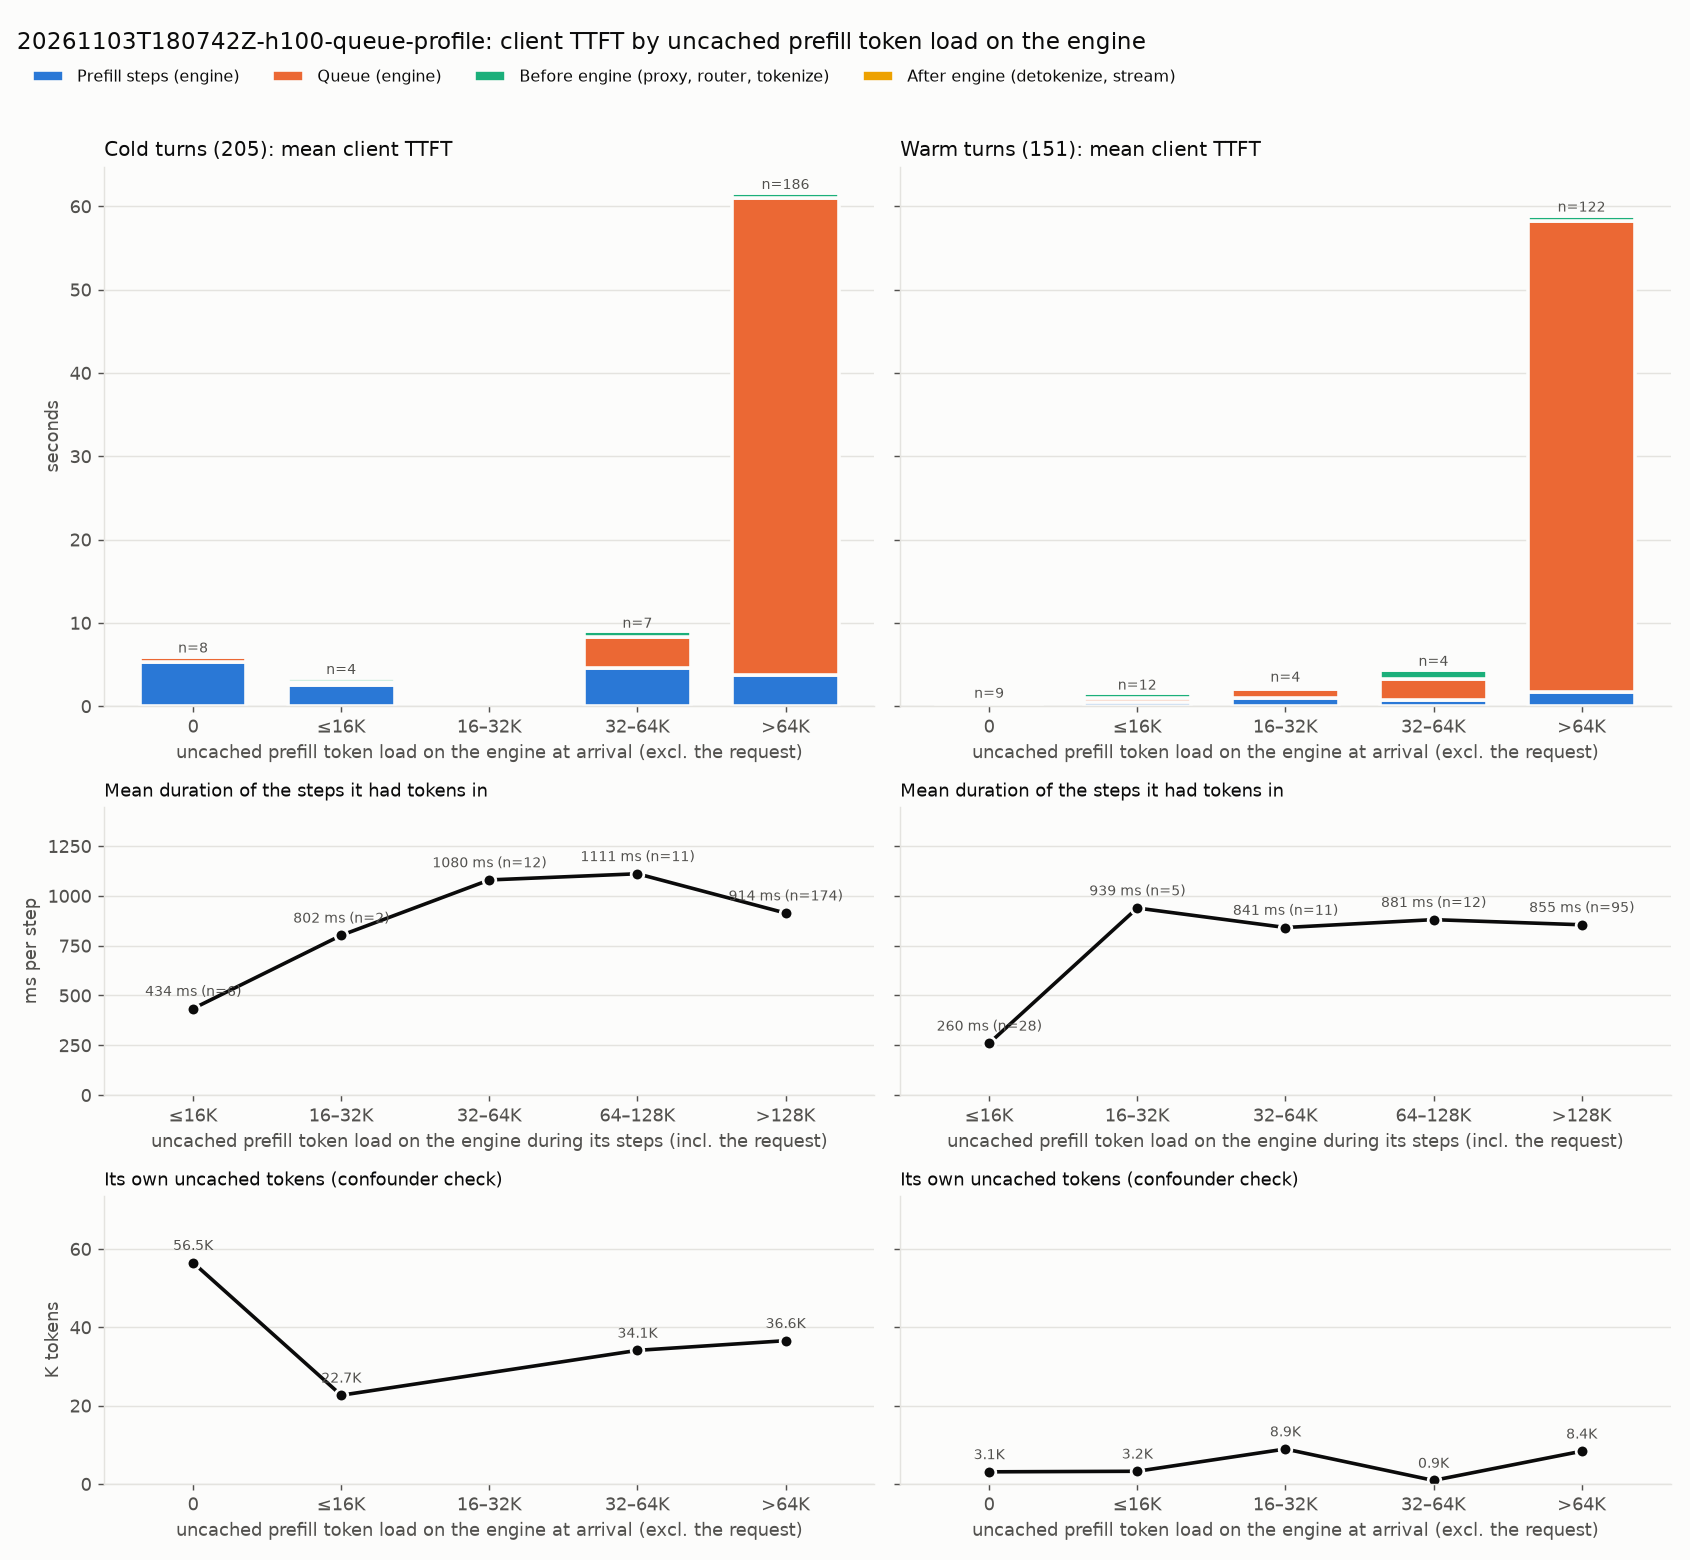 20261103T180742Z-h100-queue-profile: client TTFT by uncached prefill token load on the engine
Prefill steps (engine) Queue (engine) Before engine (proxy, router, tokenize) After engine (detokenize, stream)
Cold turns (205): mean client TTFT
seconds
60
50
40
30
20
10
0
n=8
n=4
n=7
n=186
0 ≤16K 16–32K 32–64K >64K
uncached prefill token load on the engine at arrival (excl. the request)
Warm turns (151): mean client TTFT
n=9
n=12
n=4
n=4
n=122
0 ≤16K 16–32K 32–64K >64K
uncached prefill token load on the engine at arrival (excl. the request)
Mean duration of the steps it had tokens in
ms per step
1250
1000
750
500
250
0
434 ms (n=6)
802 ms (n=2)
1080 ms (n=12)
1111 ms (n=11)
914 ms (n=174)
≤16K 16–32K 32–64K 64–128K >128K
uncached prefill token load on the engine during its steps (incl. the request)
Mean duration of the steps it had tokens in
260 ms (n=28)
939 ms (n=5)
841 ms (n=11)
881 ms (n=12)
855 ms (n=95)
≤16K 16–32K 32–64K 64–128K >128K
uncached prefill token load on the engine during its steps (incl. the request)
Its own uncached tokens (confounder check)
K tokens
60
40
20
0
56.5K
22.7K
34.1K
36.6K
0 ≤16K 16–32K 32–64K >64K
uncached prefill token load on the engine at arrival (excl. the request)
Its own uncached tokens (confounder check)
3.1K
3.2K
8.9K
0.9K
8.4K
0 ≤16K 16–32K 32–64K >64K
uncached prefill token load on the engine at arrival (excl. the request)